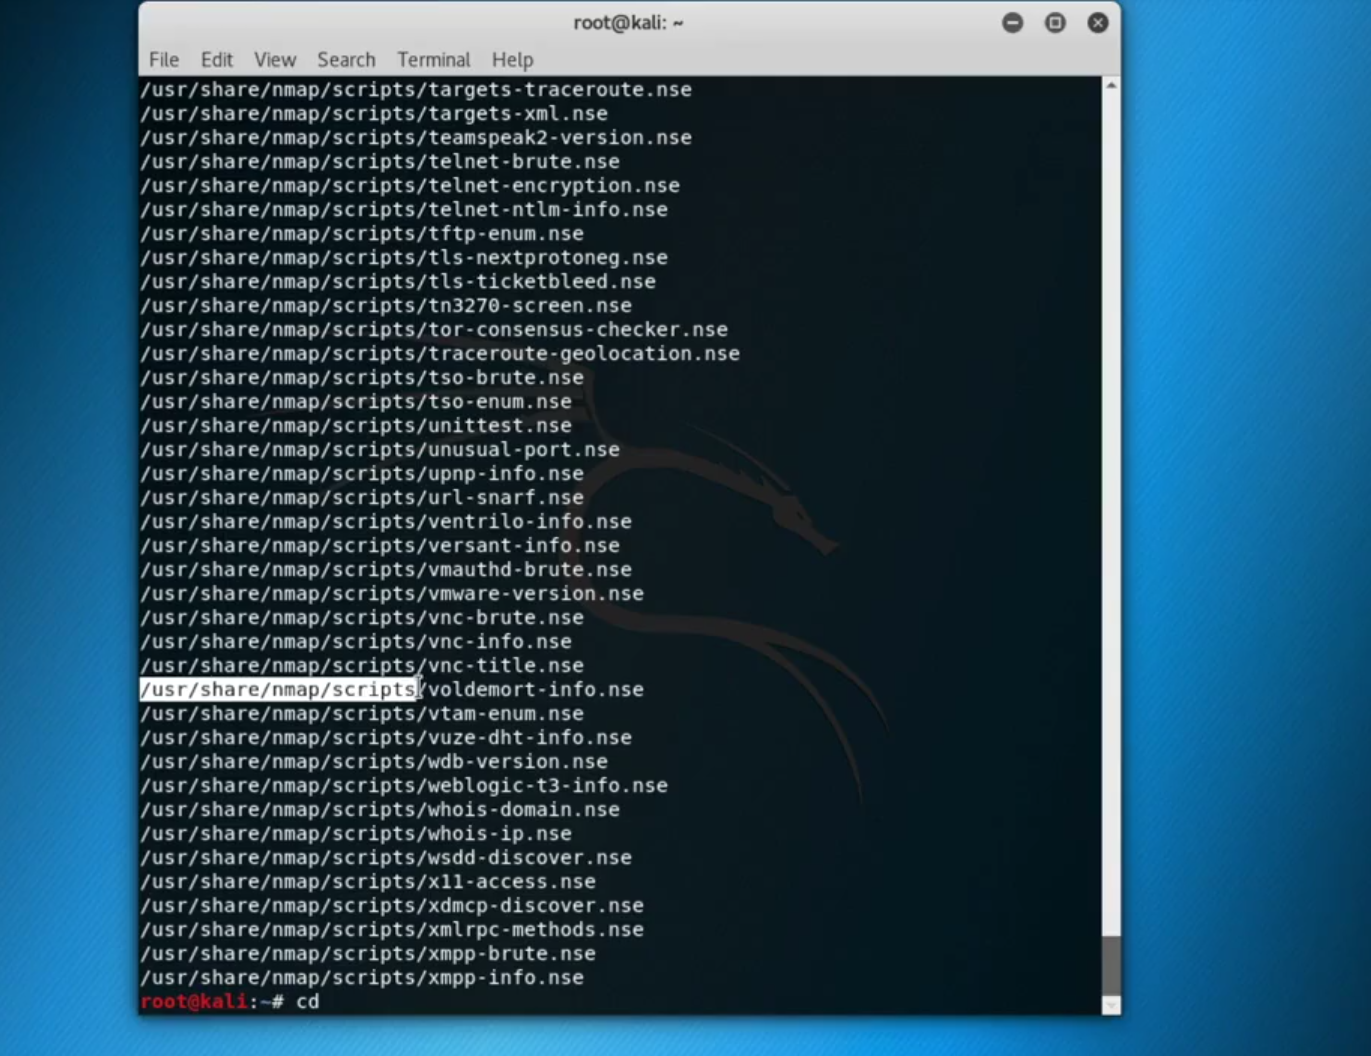 root@kali: ~
File Edit View Search Terminal Help
/usr/share/nmap/scripts/targets-traceroute.nse
/usr/share/nmap/scripts/targets-xml.nse
/usr/share/nmap/scripts/teamspeak2-version.nse
/usr/share/nmap/scripts/telnet-brute.nse
/usr/share/nmap/scripts/telnet-encryption.nse
/usr/share/nmap/scripts/telnet-ntlm-info.nse
/usr/share/nmap/scripts/tftp-enum.nse
/usr/share/nmap/scripts/tls-nextprotoneg.nse
/usr/share/nmap/scripts/tls-ticketbleed.nse
/usr/share/nmap/scripts/tn3270-screen.nse
/usr/share/nmap/scripts/tor-consensus-checker.nse
/usr/share/nmap/scripts/traceroute-geolocation.nse
/usr/share/nmap/scripts/tso-brute.nse
/usr/share/nmap/scripts/tso-enum.nse
/usr/share/nmap/scripts/unittest.nse
/usr/share/nmap/scripts/unusual-port.nse
/usr/share/nmap/scripts/upnp-info.nse
/usr/share/nmap/scripts/url-snarf.nse
/usr/share/nmap/scripts/ventrilo-info.nse
/usr/share/nmap/scripts/versant-info.nse
/usr/share/nmap/scripts/vmauthd-brute.nse
/usr/share/nmap/scripts/vmware-version.nse
/usr/share/nmap/scripts/vnc-brute.nse
/usr/share/nmap/scripts/vnc-info.nse
/usr/share/nmap/scripts/vnc-title.nse
/usr/share/nmap/scripts/voldemort-info.nse
/usr/share/nmap/scripts/vtam-enum.nse
/usr/share/nmap/scripts/vuze-dht-info.nse
/usr/share/nmap/scripts/wdb-version.nse
/usr/share/nmap/scripts/weblogic-t3-info.nse
/usr/share/nmap/scripts/whois-domain.nse
/usr/share/nmap/scripts/whois-ip.nse
/usr/share/nmap/scripts/wsdd-discover.nse
/usr/share/nmap/scripts/x11-access.nse
/usr/share/nmap/scripts/xdmcp-discover.nse
/usr/share/nmap/scripts/xmlrpc-methods.nse
/usr/share/nmap/scripts/xmpp-brute.nse
/usr/share/nmap/scripts/xmpp-info.nse
root@kali:~# cd